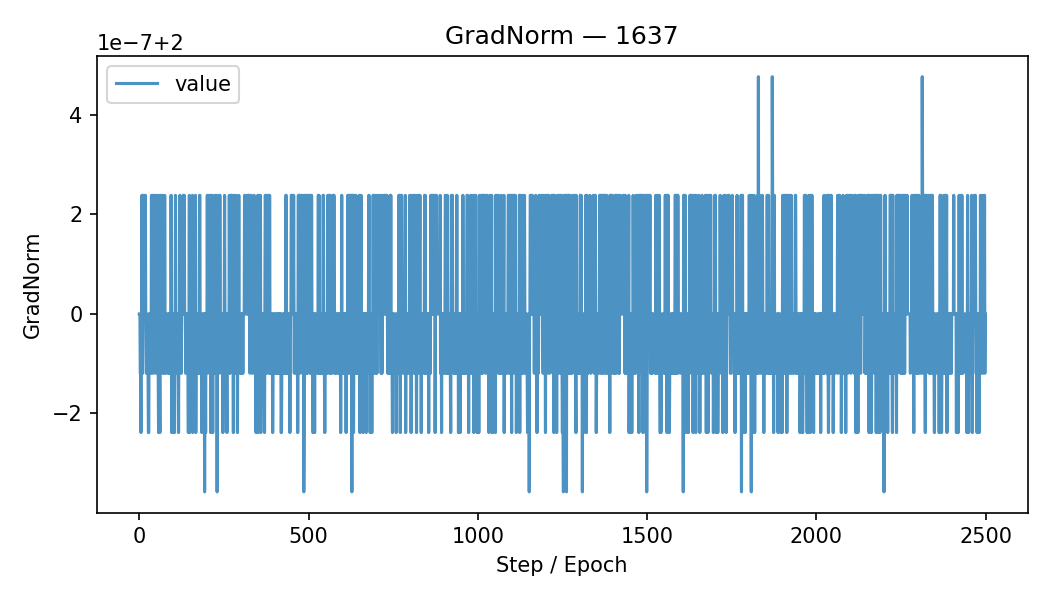 GradNorm — 1637
1e−7+2
value
GradNorm
4
2
0
−2
0
500
1000
1500
2000
2500
Step / Epoch